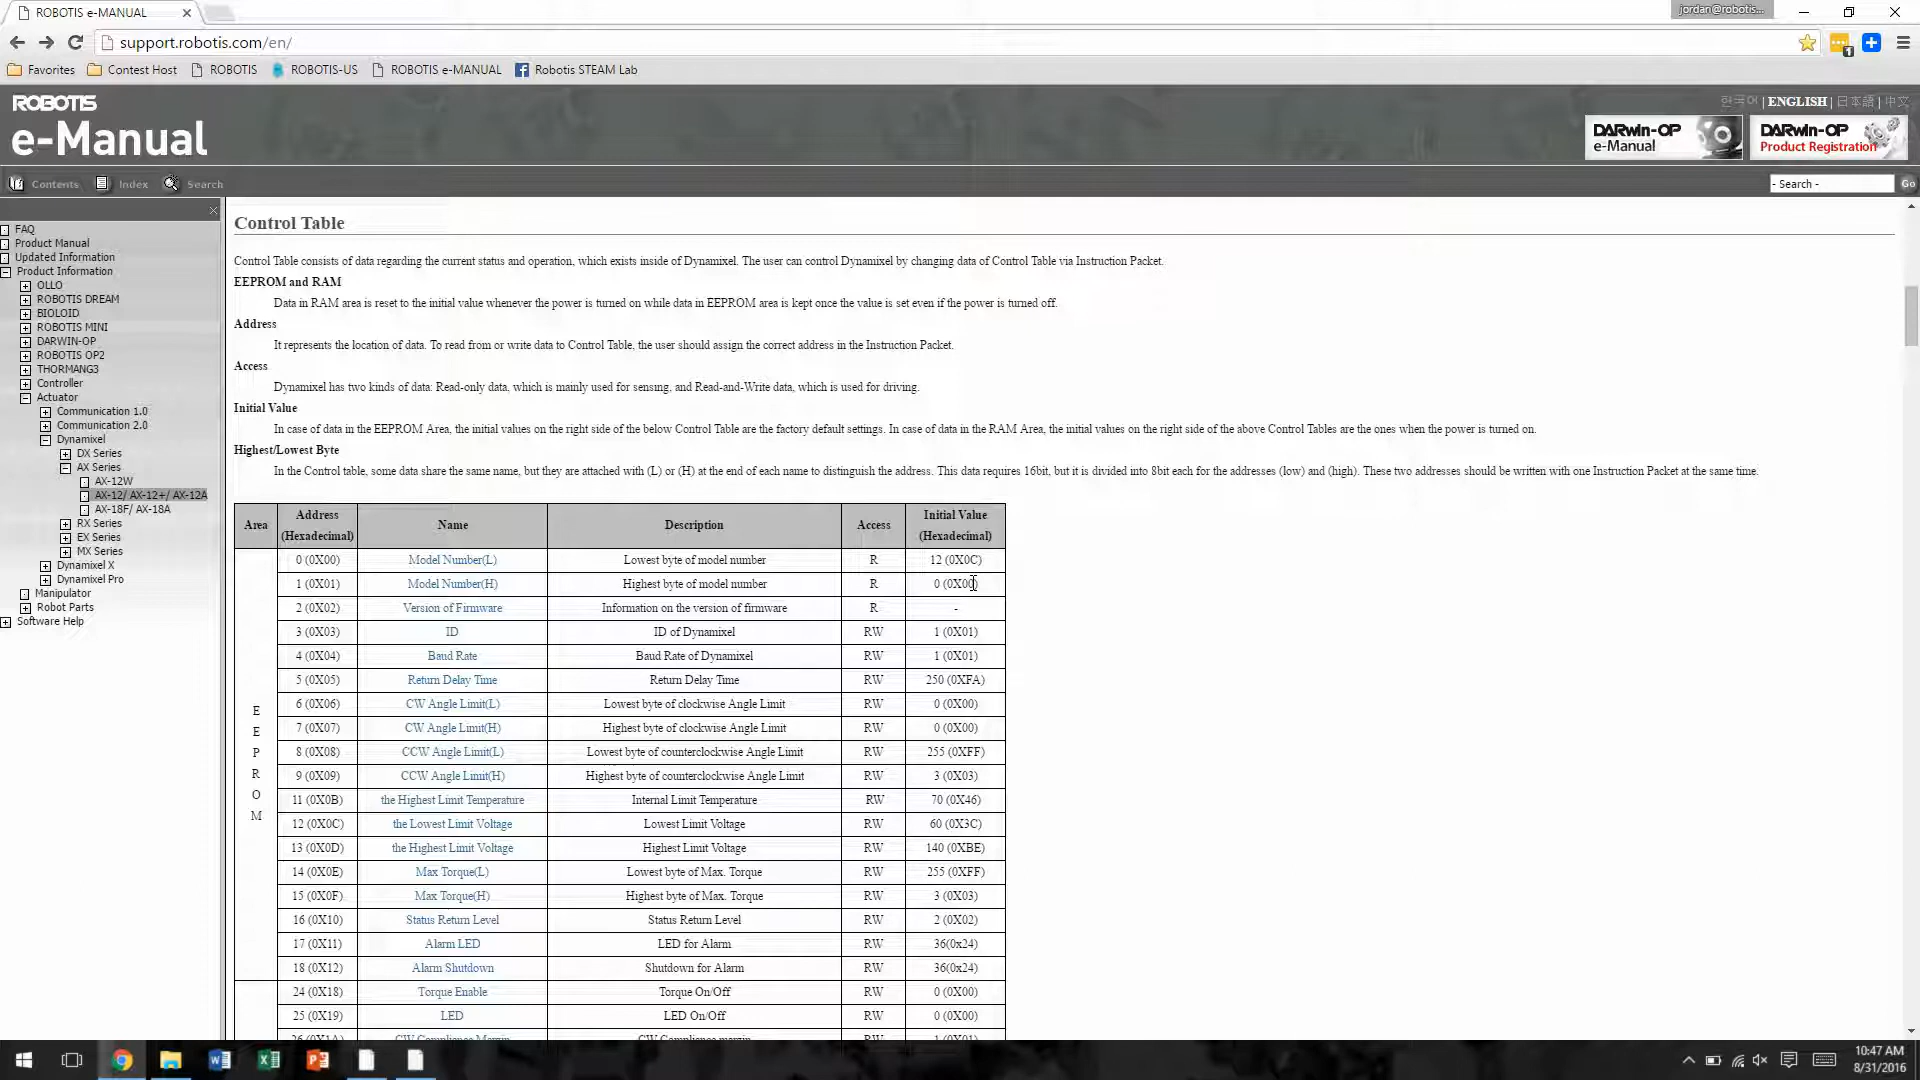 ROBOTIS e-MANUAL
jordan@robotis...
support.robotis.com/en/
1
Favorites Contest Host ROBOTIS ROBOTIS-US ROBOTIS e-MANUAL Robotis STEAM Lab
ROBOTIS
e-Manual
한국어 | ENGLISH | 日本語 | 中文
DARwin-OP
e-Manual
DARwin-OP
Product Registration
Contents Index Search
- Search - Go
FAQ
Product Manual
Updated Information
Product Information
OLLO
ROBOTIS DREAM
BIOLOID
ROBOTIS MINI
DARWIN-OP
ROBOTIS OP2
THORMANG3
Controller
Actuator
Communication 1.0
Communication 2.0
Dynamixel
DX Series
AX Series
AX-12W
AX-12/ AX-12+/ AX-12A
AX-18F/ AX-18A
RX Series
EX Series
MX Series
Dynamixel X
Dynamixel Pro
Manipulator
Robot Parts
Software Help
Control Table
Control Table consists of data regarding the current status and operation, which exists inside of Dynamixel. The user can control Dynamixel by changing data of Control Table via Instruction Packet.
EEPROM and RAM
Data in RAM area is reset to the initial value whenever the power is turned on while data in EEPROM area is kept once the value is set even if the power is turned off.
Address
It represents the location of data. To read from or write data to Control Table, the user should assign the correct address in the Instruction Packet.
Access
Dynamixel has two kinds of data: Read-only data, which is mainly used for sensing, and Read-and-Write data, which is used for driving.
Initial Value
In case of data in the EEPROM Area, the initial values on the right side of the below Control Table are the factory default settings. In case of data in the RAM Area, the initial values on the right side of the above Control Tables are the ones when the power is turned on.
Highest/Lowest Byte
In the Control table, some data share the same name, but they are attached with (L) or (H) at the end of each name to distinguish the address. This data requires 16bit, but it is divided into 8bit each for the addresses (low) and (high). These two addresses should be written with one Instruction Packet at the same time.
Area Address (Hexadecimal) Name Description Access Initial Value (Hexadecimal)
EEPROM
0 (0X00) Model Number(L) Lowest byte of model number R 12 (0X0C)
1 (0X01) Model Number(H) Highest byte of model number R 0 (0X00)
2 (0X02) Version of Firmware Information on the version of firmware R -
3 (0X03) ID ID of Dynamixel RW 1 (0X01)
4 (0X04) Baud Rate Baud Rate of Dynamixel RW 1 (0X01)
5 (0X05) Return Delay Time Return Delay Time RW 250 (0XFA)
6 (0X06) CW Angle Limit(L) Lowest byte of clockwise Angle Limit RW 0 (0X00)
7 (0X07) CW Angle Limit(H) Highest byte of clockwise Angle Limit RW 0 (0X00)
8 (0X08) CCW Angle Limit(L) Lowest byte of counterclockwise Angle Limit RW 255 (0XFF)
9 (0X09) CCW Angle Limit(H) Highest byte of counterclockwise Angle Limit RW 3 (0X03)
11 (0X0B) the Highest Limit Temperature Internal Limit Temperature RW 70 (0X46)
12 (0X0C) the Lowest Limit Voltage Lowest Limit Voltage RW 60 (0X3C)
13 (0X0D) the Highest Limit Voltage Highest Limit Voltage RW 140 (0XBE)
14 (0X0E) Max Torque(L) Lowest byte of Max. Torque RW 255 (0XFF)
15 (0X0F) Max Torque(H) Highest byte of Max. Torque RW 3 (0X03)
16 (0X10) Status Return Level Status Return Level RW 2 (0X02)
17 (0X11) Alarm LED LED for Alarm RW 36(0x24)
18 (0X12) Alarm Shutdown Shutdown for Alarm RW 36(0x24)
24 (0X18) Torque Enable Torque On/Off RW 0 (0X00)
25 (0X19) LED LED On/Off RW 0 (0X00)
26 (0X1A) CW Compliance Margin CW Compliance margin RW 1 (0X01)
10:47 AM
8/31/2016